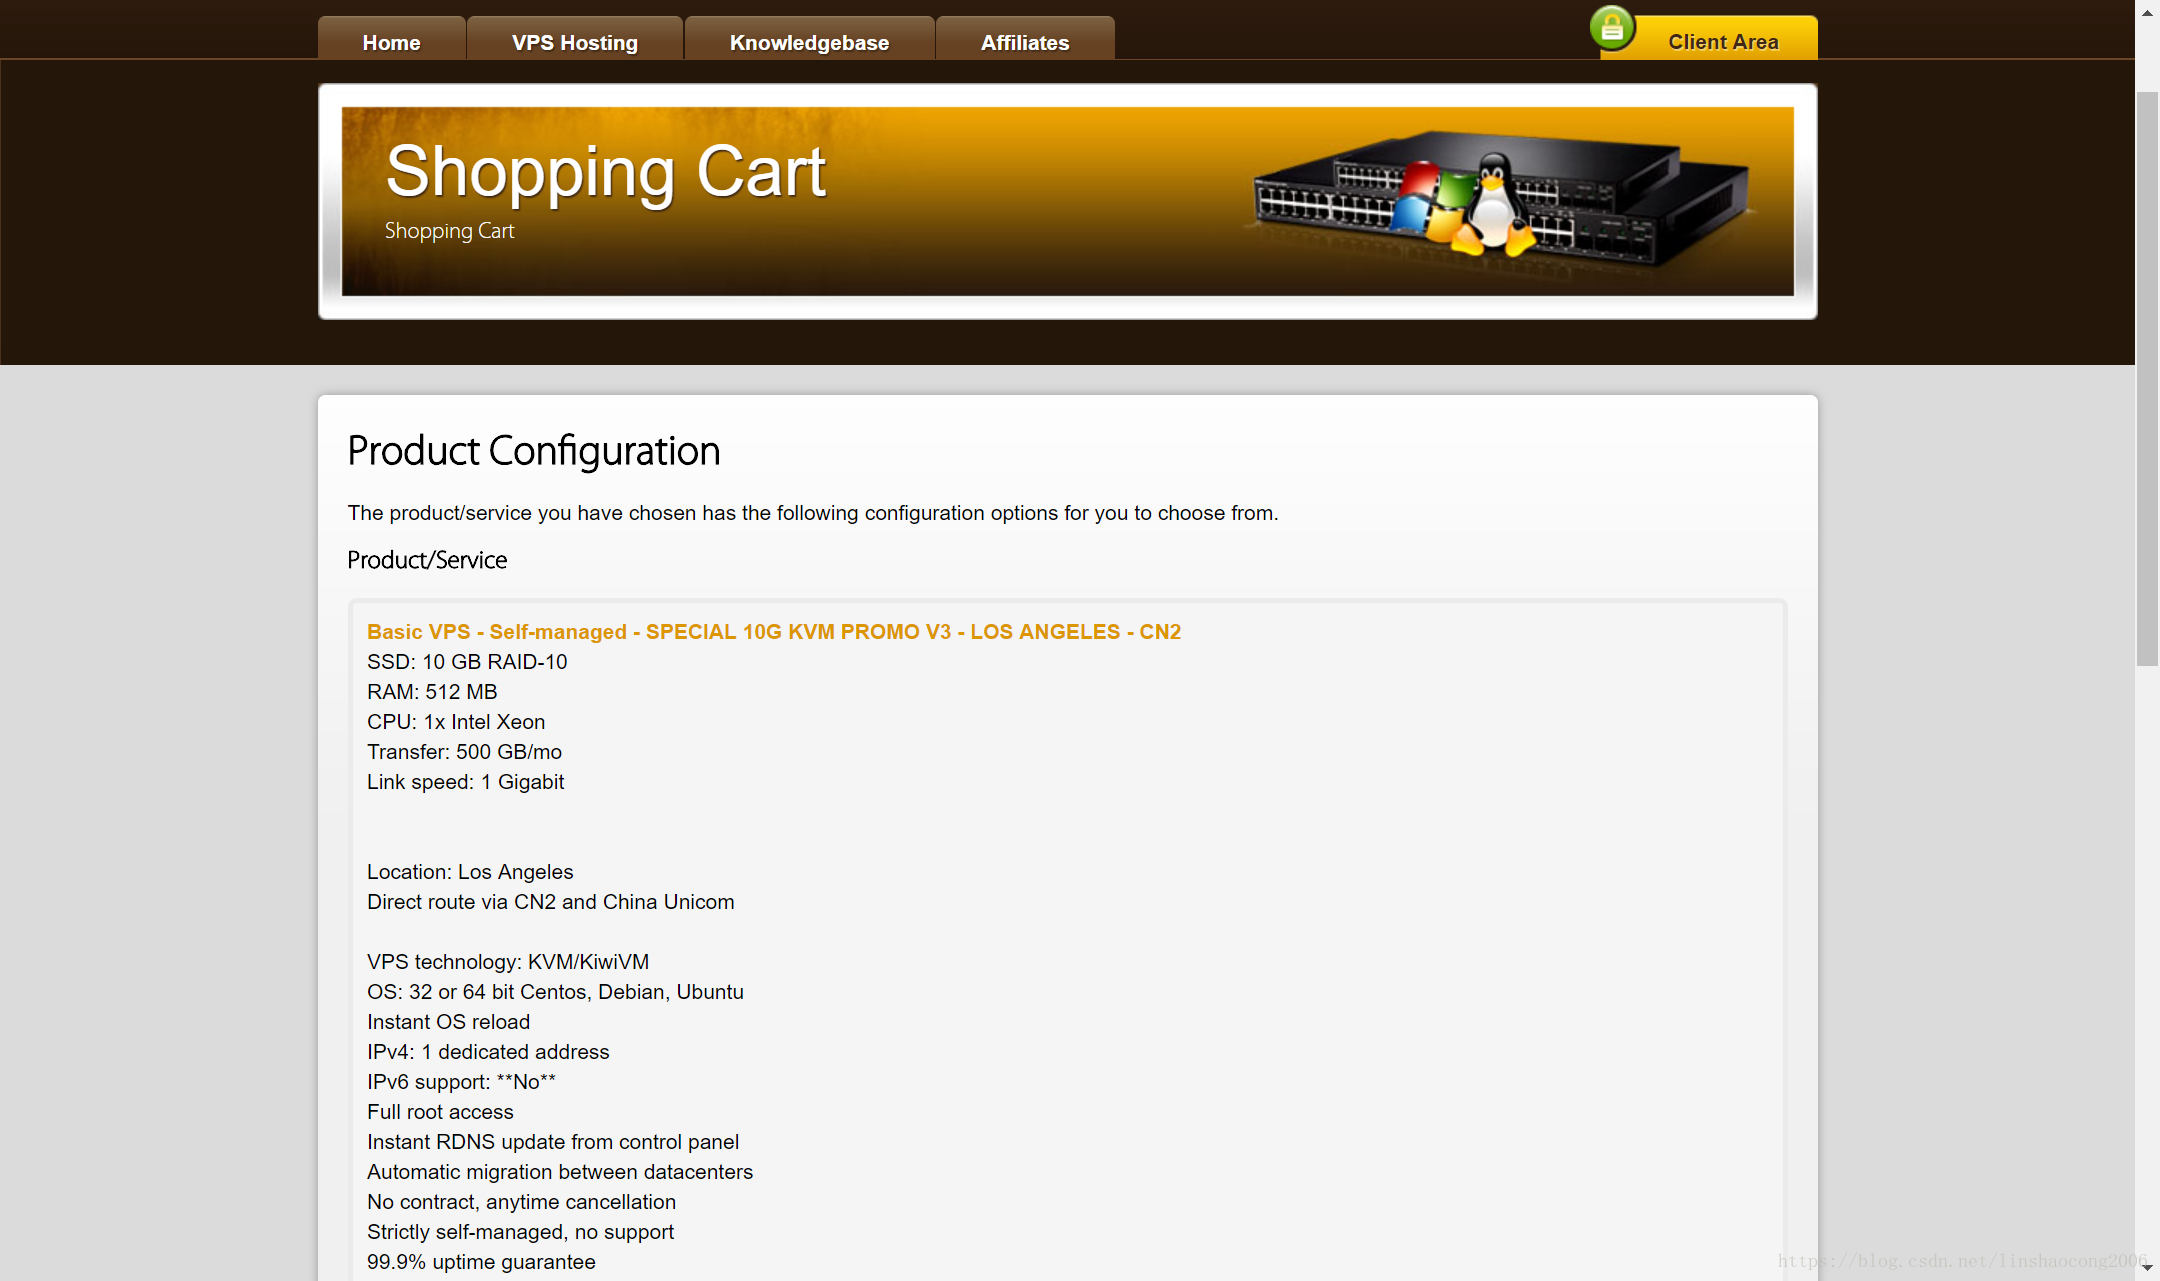 Home VPS Hosting Knowledgebase Affiliates Client Area
Shopping Cart
Shopping Cart
Product Configuration
The product/service you have chosen has the following configuration options for you to choose from.
Product/Service
Basic VPS - Self-managed - SPECIAL 10G KVM PROMO V3 - LOS ANGELES - CN2
SSD: 10 GB RAID-10
RAM: 512 MB
CPU: 1x Intel Xeon
Transfer: 500 GB/mo
Link speed: 1 Gigabit
Location: Los Angeles
Direct route via CN2 and China Unicom
VPS technology: KVM/KiwiVM
OS: 32 or 64 bit Centos, Debian, Ubuntu
Instant OS reload
IPv4: 1 dedicated address
IPv6 support: **No**
Full root access
Instant RDNS update from control panel
Automatic migration between datacenters
No contract, anytime cancellation
Strictly self-managed, no support
99.9% uptime guarantee
https://blog.csdn.net/linshaocong2006